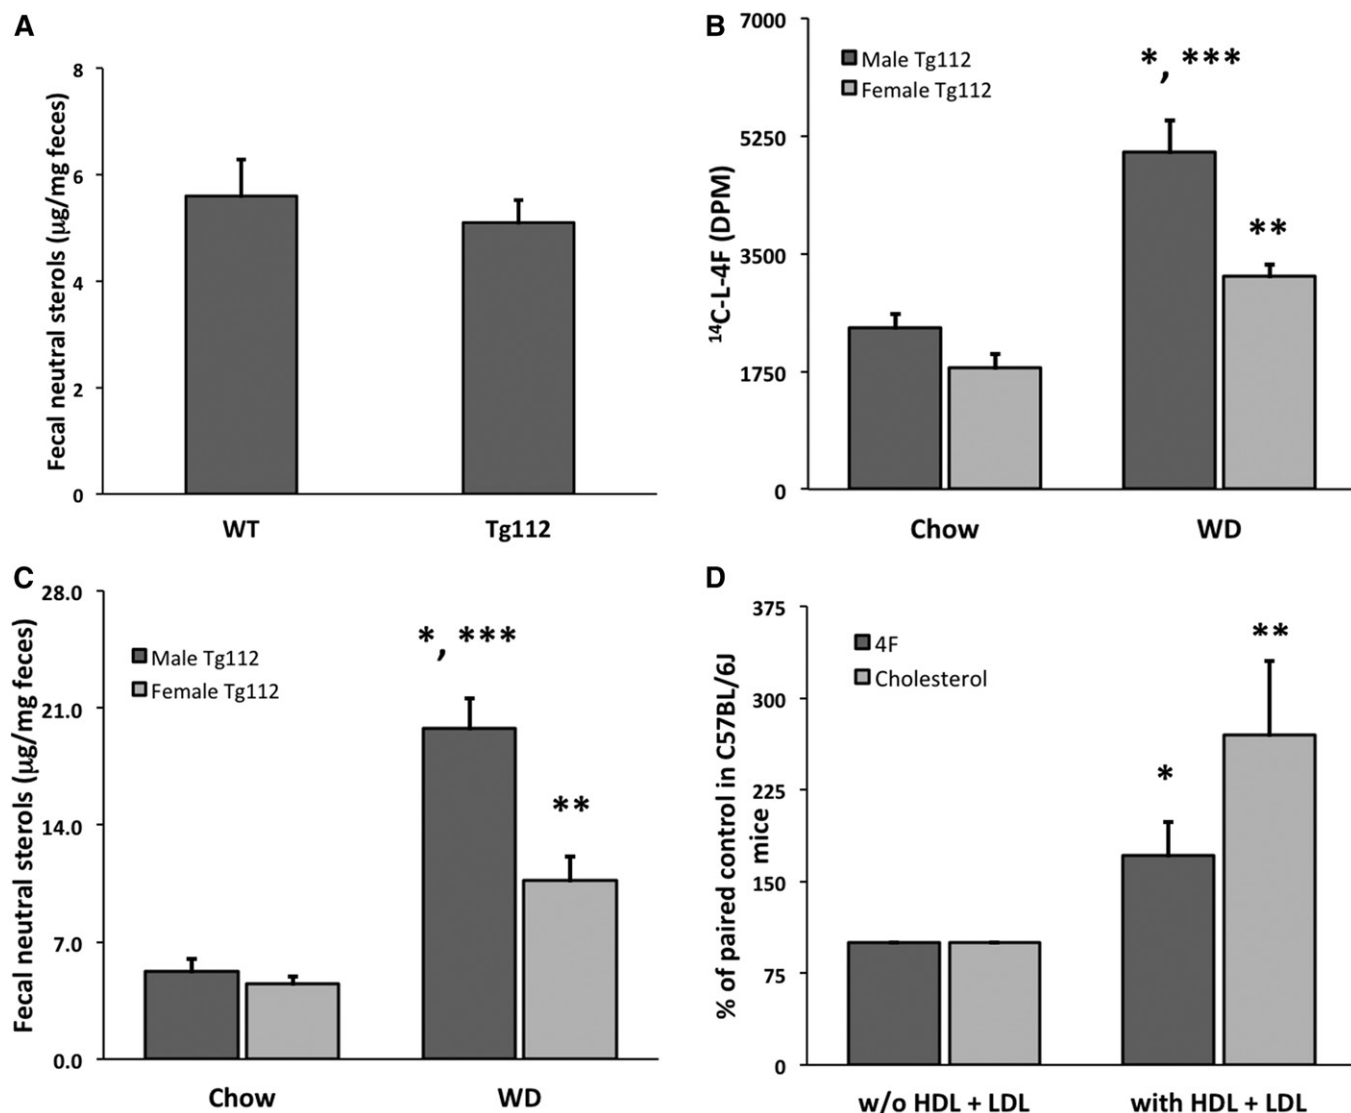 A
Fecal neutral sterols (µg/mg feces)
8
6
4
2
0
WT Tg112
B
¹⁴C-L-4F (DPM)
7000
5250
3500
1750
0
Male Tg112
Female Tg112
*, ***
**
Chow WD
C
Fecal neutral sterols (µg/mg feces)
28.0
21.0
14.0
7.0
0.0
Male Tg112
Female Tg112
*, ***
**
Chow WD
D
% of paired control in C57BL/6J
mice
375
300
225
150
75
0
4F
Cholesterol
*
**
w/o HDL + LDL with HDL + LDL